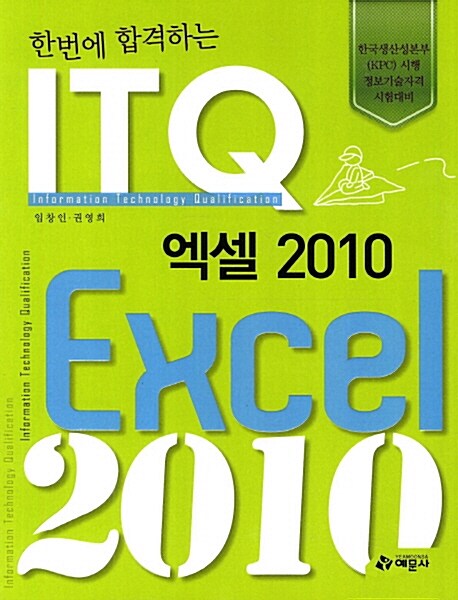 한번에 합격하는
한국생산성본부
(KPC) 시행
정보기술자격
시험대비
ITQ
Information Technology Qualification
임창인·권영희
엑셀 2010
Excel
2010
Information Technology Qualification
Information Technology Qualification
YEAMOONSA
예문사